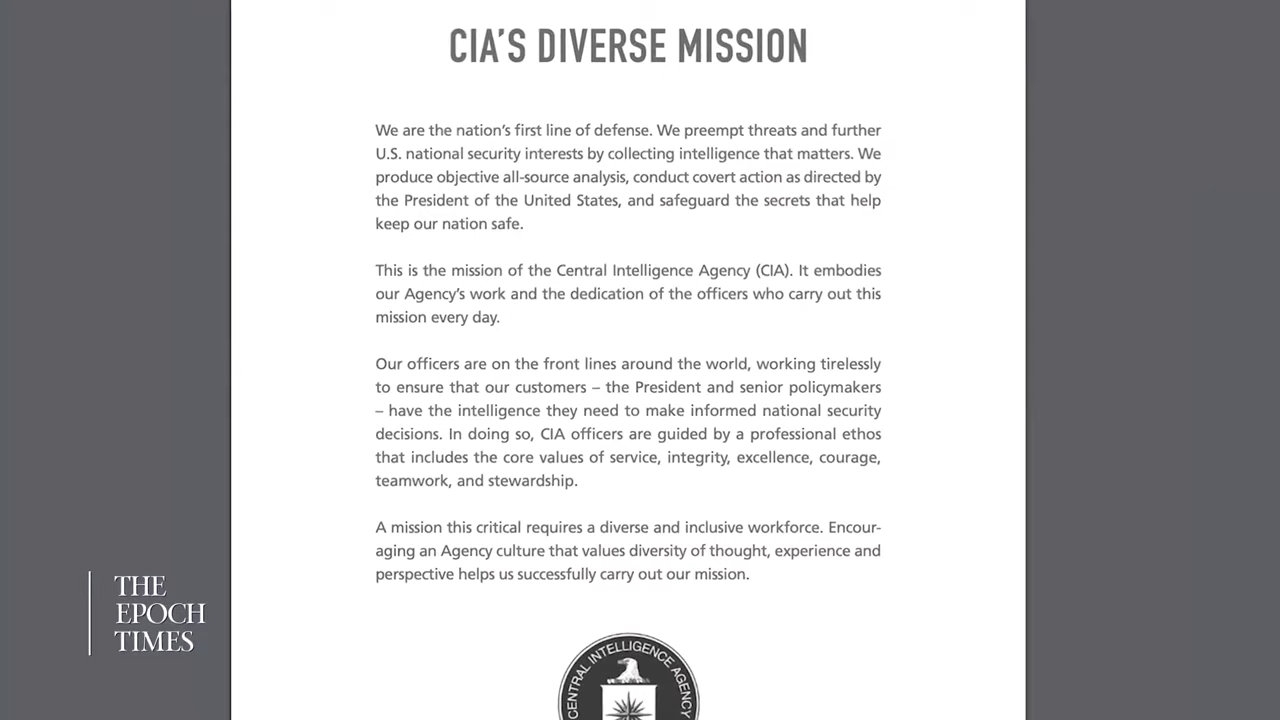 CIA'S DIVERSE MISSION
We are the nation's first line of defense. We preempt threats and further
U.S. national security interests by collecting intelligence that matters. We
produce objective all-source analysis, conduct covert action as directed by
the President of the United States, and safeguard the secrets that help
keep our nation safe.
This is the mission of the Central Intelligence Agency (CIA). It embodies
our Agency's work and the dedication of the officers who carry out this
mission every day.
Our officers are on the front lines around the world, working tirelessly
to ensure that our customers – the President and senior policymakers
– have the intelligence they need to make informed national security
decisions. In doing so, CIA officers are guided by a professional ethos
that includes the core values of service, integrity, excellence, courage,
teamwork, and stewardship.
A mission this critical requires a diverse and inclusive workforce. Encour-
aging an Agency culture that values diversity of thought, experience and
perspective helps us successfully carry out our mission.
THE
EPOCH
TIMES
CENTRAL INTELLIGENCE AGENCY